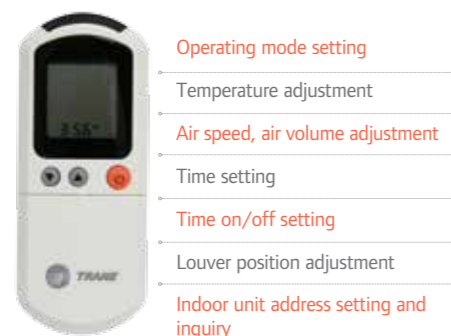 Operating mode setting
Temperature adjustment
Air speed, air volume adjustment
Time setting
Time on/off setting
Louver position adjustment
Indoor unit address setting and
inquiry
TRANE